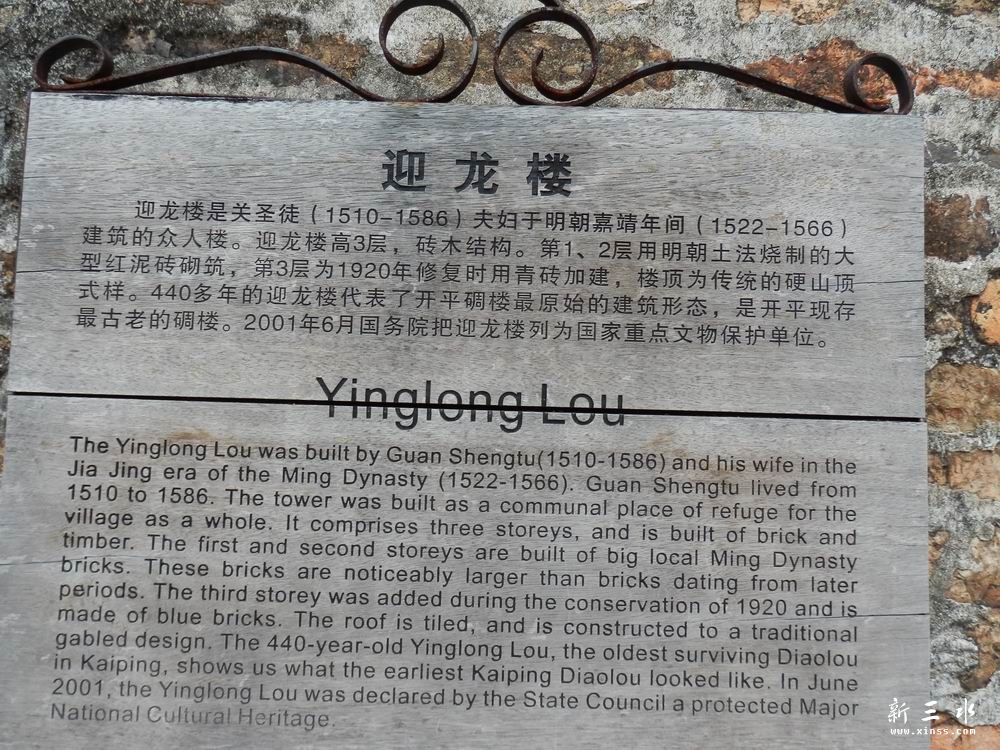 迎龙楼
迎龙楼是关圣徒（1510-1586）夫妇于明朝嘉靖年间（1522-1566）
建筑的众人楼。迎龙楼高3层，砖木结构。第1、2层用明朝土法烧制的大
型红泥砖砌筑，第3层为1920年修复时用青砖加建，楼顶为传统的硬山顶
式样。440多年的迎龙楼代表了开平碉楼最原始的建筑形态，是开平现存
最古老的碉楼。2001年6月国务院把迎龙楼列为国家重点文物保护单位。
Yinglong Lou
The Yinglong Lou was built by Guan Shengtu(1510-1586) and his wife in the
Jia Jing era of the Ming Dynasty (1522-1566). Guan Shengtu lived from
1510 to 1586. The tower was built as a communal place of refuge for the
village as a whole. It comprises three storeys, and is built of brick and
timber. The first and second storeys are built of big local Ming Dynasty
bricks. These bricks are noticeably larger than bricks dating from later
periods. The third storey was added during the conservation of 1920 and is
made of blue bricks. The roof is tiled, and is constructed to a traditional
gabled design. The 440-year-old Yinglong Lou, the oldest surviving Diaolou
in Kaiping, shows us what the earliest Kaiping Diaolou looked like. In June
2001, the Yinglong Lou was declared by the State Council a protected Major
National Cultural Heritage.
新三水
www.xinss.com